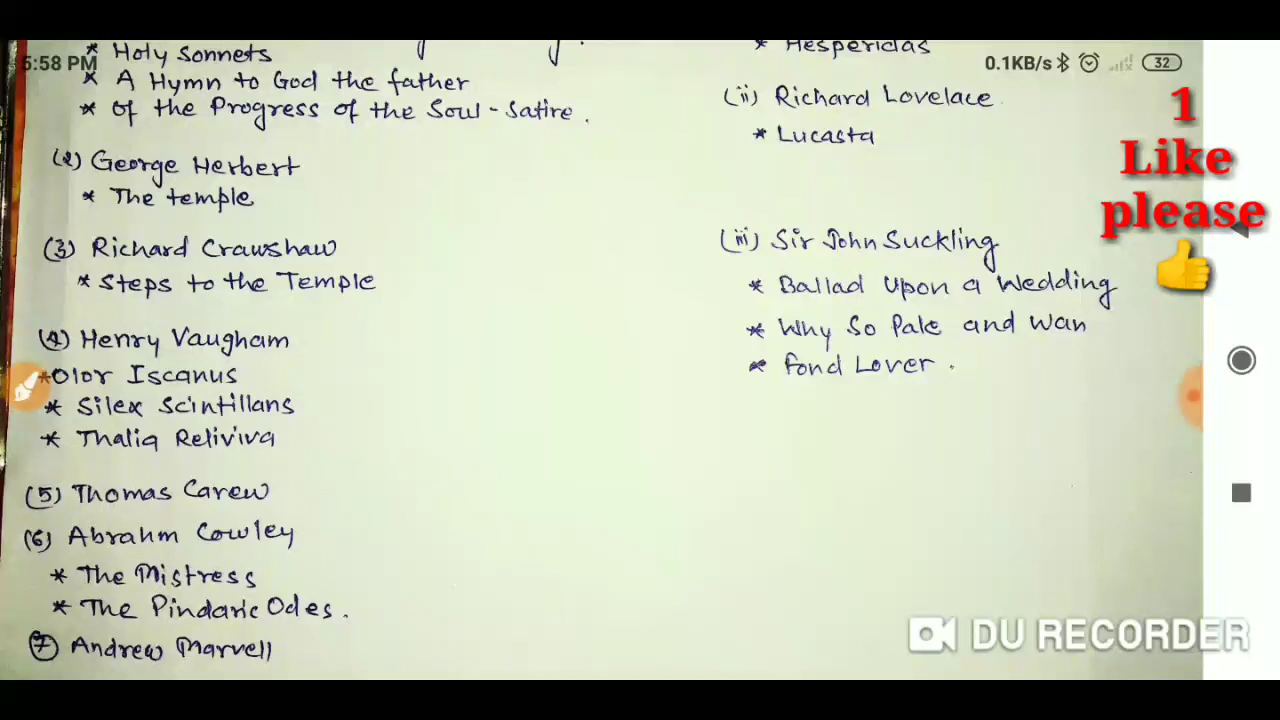 * Holy Sonnets
5:58 PM
* A Hymn to God the father
* of the Progress of the Soul - Satire .
(2) George Herbert
* The temple
(3) Richard Crawshaw
* Steps to the Temple
(4) Henry Vaugham
* Olor Iscanus
* Silex Scintillans
* Thalia Reliviva
(5) Thomas Carew
(6) Abrahm Cowley
* The Mistress
* The Pindaric Odes .
(7) Andrew Marvell
* Hesperidas
0.1KB/s
32
(ii) Richard Lovelace
* Lucasta
(iii) Sir John Suckling
* Ballad Upon a Wedding
* Why So Pale and Wan
* fond Lover .
1
Like
please
DU RECORDER